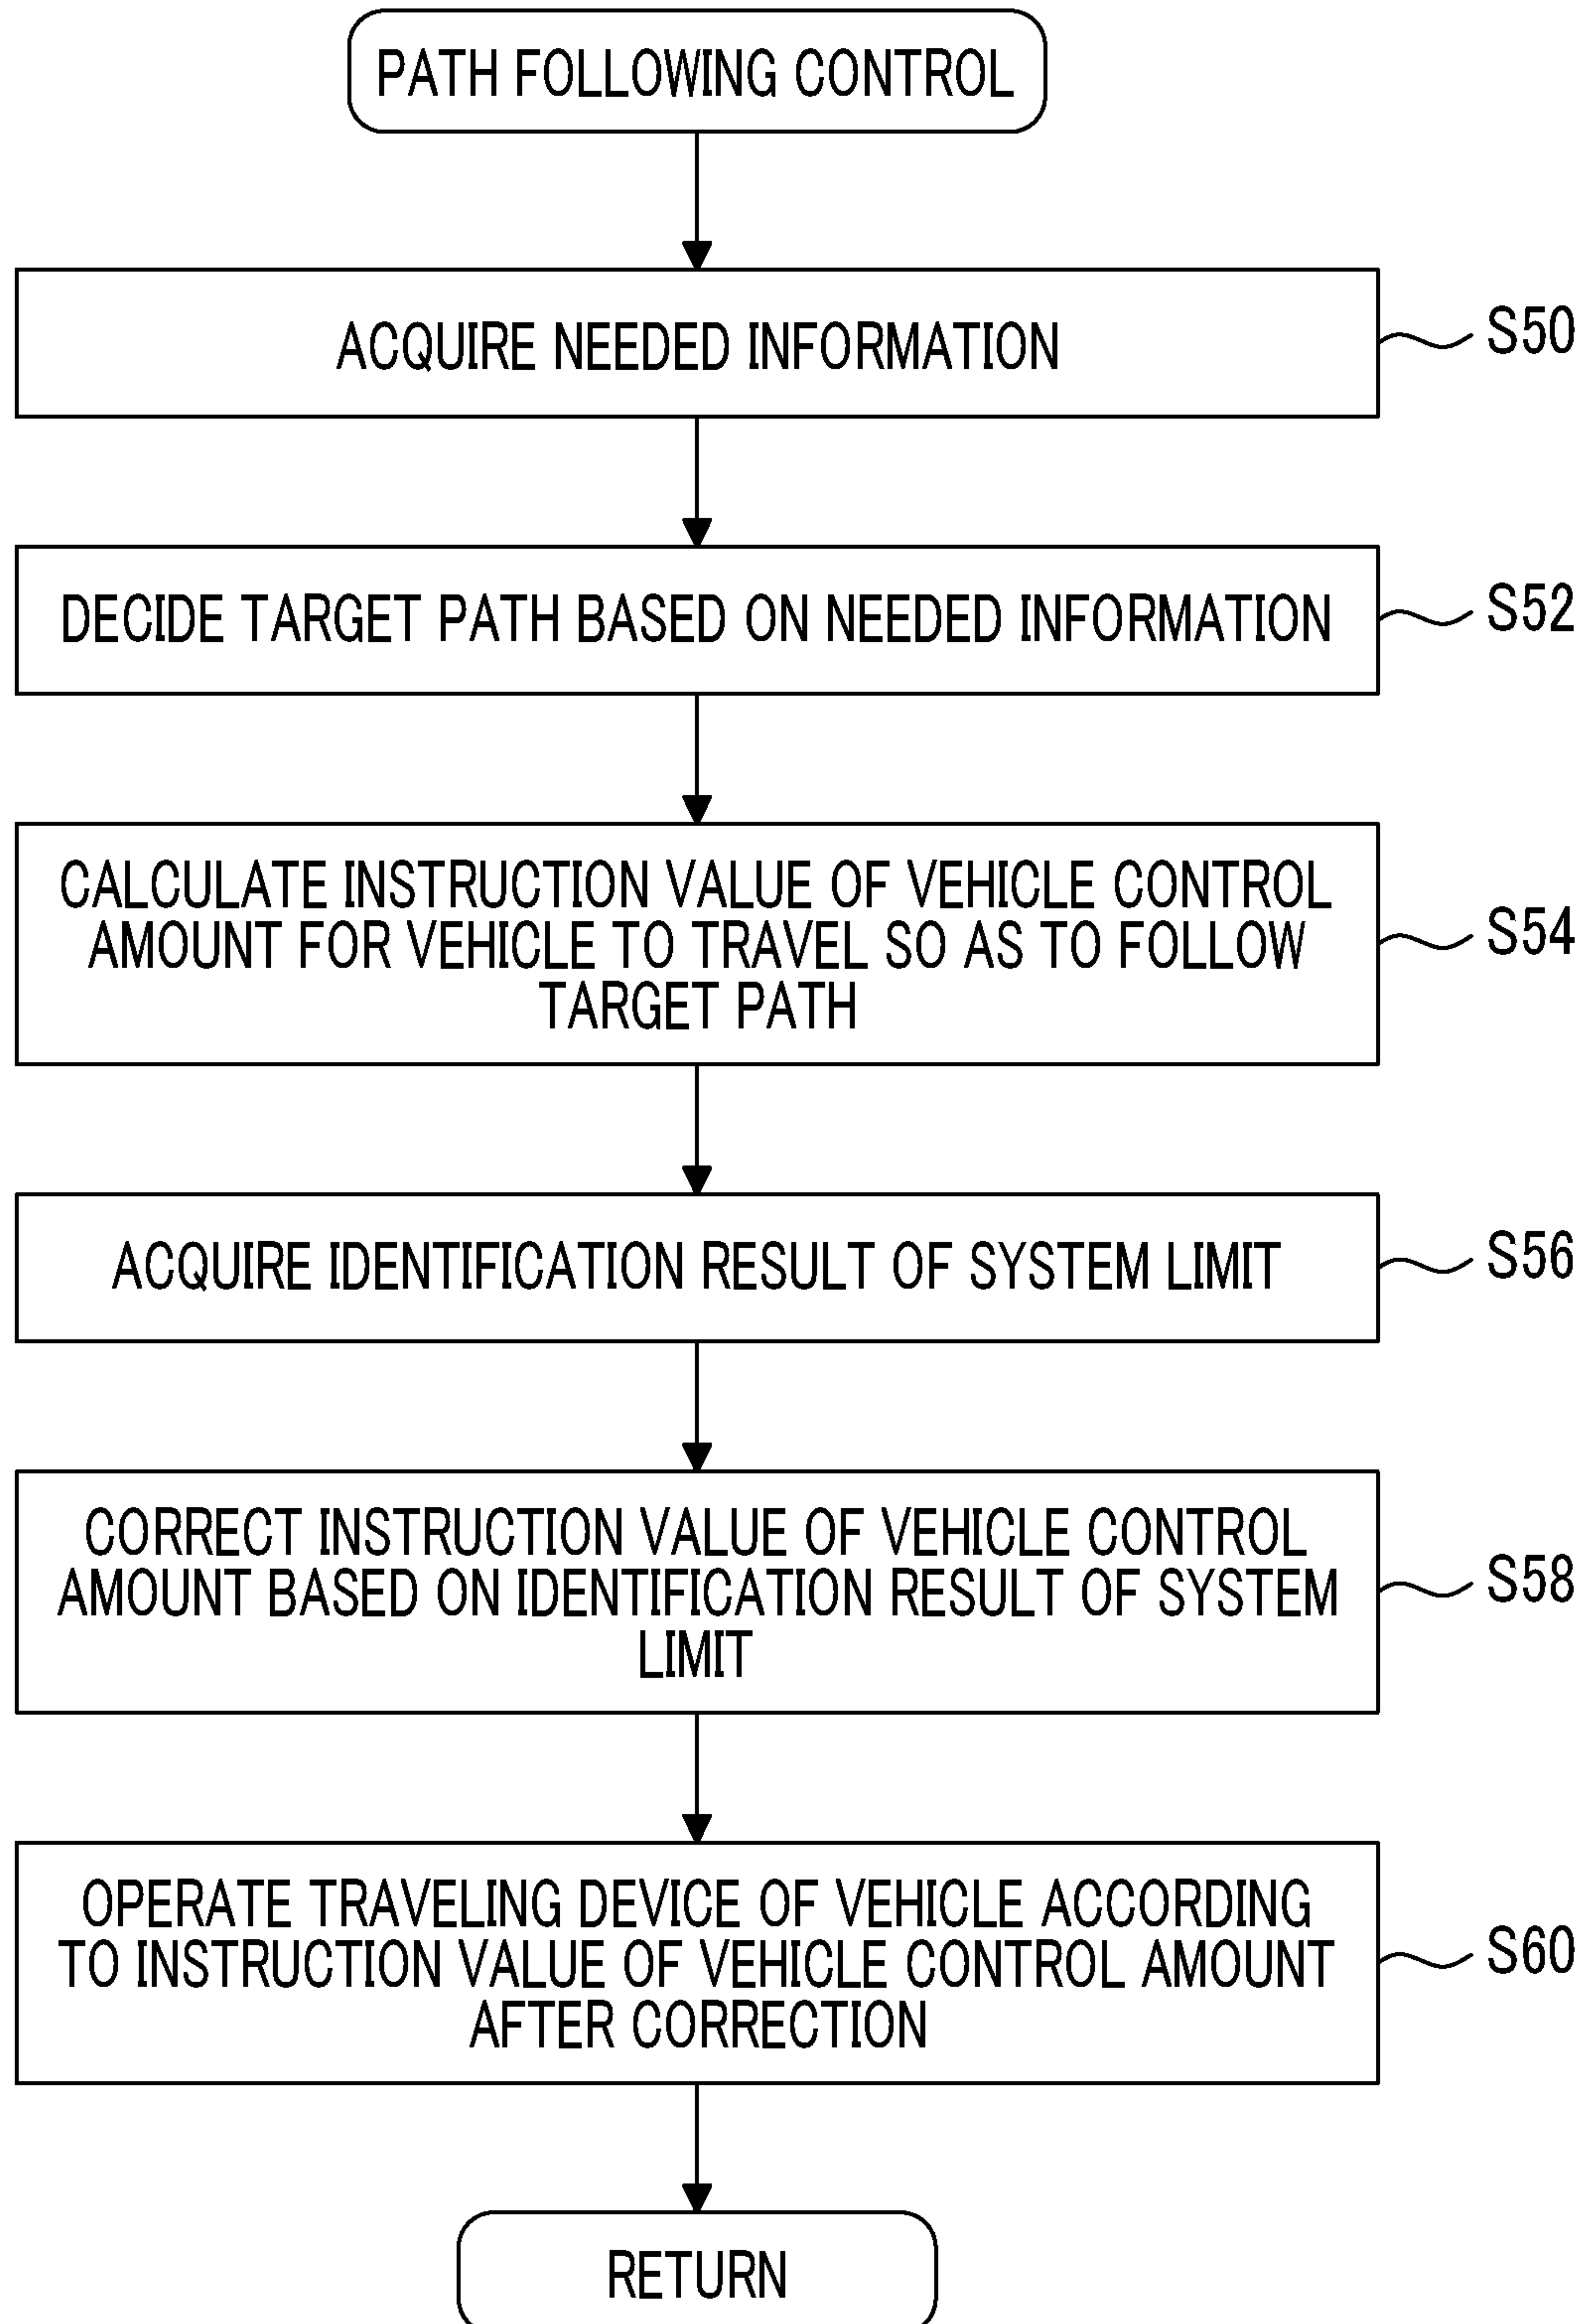 PATH FOLLOWING CONTROL
ACQUIRE NEEDED INFORMATION
S50
DECIDE TARGET PATH BASED ON NEEDED INFORMATION
S52
CALCULATE INSTRUCTION VALUE OF VEHICLE CONTROL
AMOUNT FOR VEHICLE TO TRAVEL SO AS TO FOLLOW
TARGET PATH
S54
ACQUIRE IDENTIFICATION RESULT OF SYSTEM LIMIT
S56
CORRECT INSTRUCTION VALUE OF VEHICLE CONTROL
AMOUNT BASED ON IDENTIFICATION RESULT OF SYSTEM
LIMIT
S58
OPERATE TRAVELING DEVICE OF VEHICLE ACCORDING
TO INSTRUCTION VALUE OF VEHICLE CONTROL AMOUNT
AFTER CORRECTION
S60
RETURN